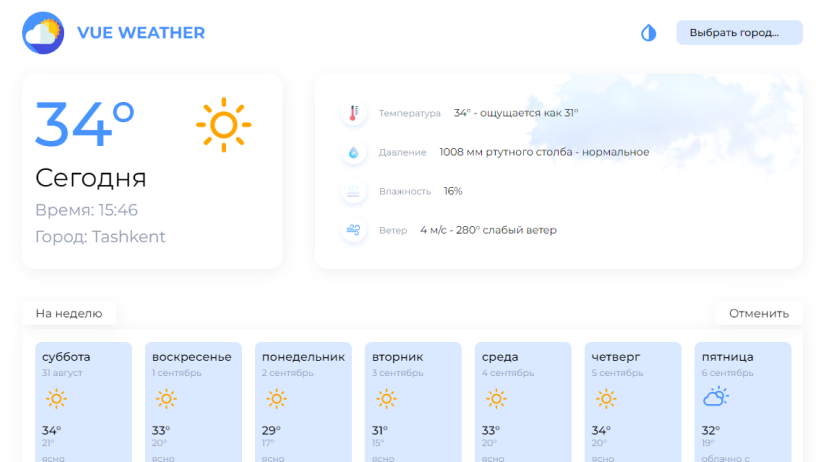 VUE WEATHER
Выбрать город...
34°
Сегодня
Время: 15:46
Город: Tashkent
Температура 34° - ощущается как 31°
Давление 1008 мм ртутного столба - нормальное
Влажность 16%
Ветер 4 м/с - 280° слабый ветер
На неделю
Отменить
суббота
31 август
34°
21°
ясно
воскресенье
1 сентябрь
33°
20°
ясно
понедельник
2 сентябрь
29°
17°
ясно
вторник
3 сентябрь
31°
15°
ясно
среда
4 сентябрь
33°
20°
ясно
четверг
5 сентябрь
34°
20°
ясно
пятница
6 сентябрь
32°
19°
облачно с